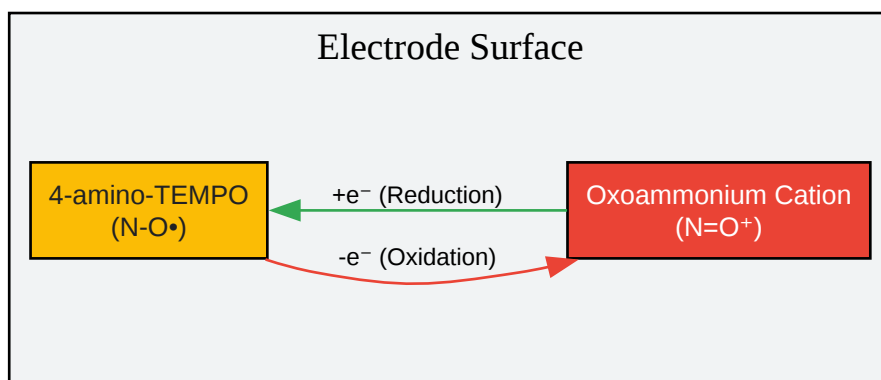 Electrode Surface
4-amino-TEMPO
(N-O•)
+e⁻ (Reduction)
-e⁻ (Oxidation)
Oxoammonium Cation
(N=O⁺)